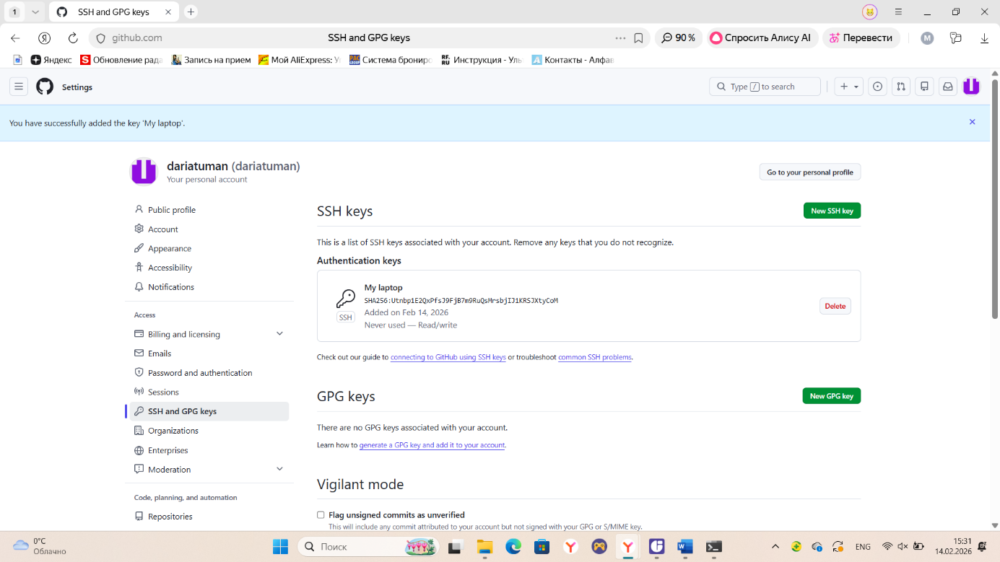 1
SSH and GPG keys
github.com
SSH and GPG keys
90 %
Спросить Алису AI
Перевести
M
Яндекс
Обновление рада
Запись на прием
Мой AliExpress: У
Система брониро
RF.
RU
Инструкция - Уль
Контакты - Алфав
Settings
Type / to search
You have successfully added the key 'My laptop'.
dariatuman (dariatuman)
Your personal account
Go to your personal profile
Public profile
Account
Appearance
Accessibility
Notifications
Access
Billing and licensing
Emails
Password and authentication
Sessions
SSH and GPG keys
Organizations
Enterprises
Moderation
Code, planning, and automation
Repositories
SSH keys
New SSH key
This is a list of SSH keys associated with your account. Remove any keys that you do not recognize.
Authentication keys
My laptop
SHA256:Utnbp1E2QxPfsJ9FjB7m9RuQsMrsbjIJ1KRSJXtyCoM
Added on Feb 14, 2026
Never used — Read/write
SSH
Delete
Check out our guide to connecting to GitHub using SSH keys or troubleshoot common SSH problems.
GPG keys
New GPG key
There are no GPG keys associated with your account.
Learn how to generate a GPG key and add it to your account.
Vigilant mode
Flag unsigned commits as unverified
This will include any commit attributed to your account but not signed with your GPG or S/MIME key.
0°C
Облачно
Поиск
ENG
15:31
14.02.2026